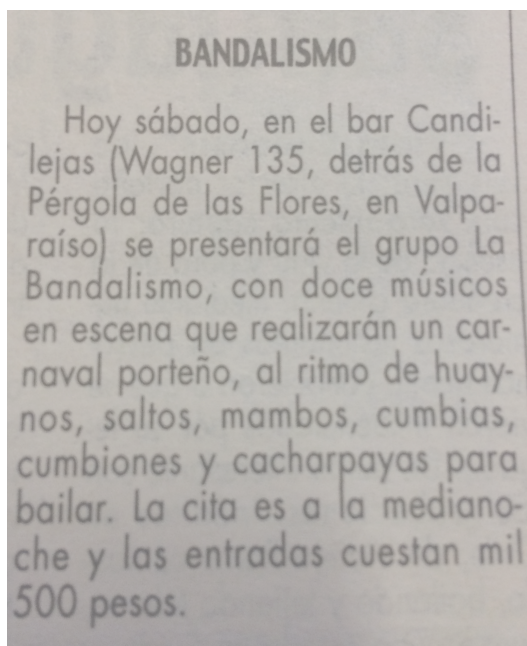 BANDALISMO
Hoy sábado, en el bar Candi-
lejas (Wagner 135, detrás de la
Pérgola de las Flores, en Valpa-
raíso) se presentará el grupo La
Bandalismo, con doce músicos
en escena que realizarán un car-
naval porteño, al ritmo de huay-
nos, saltos, mambos, cumbias,
cumbiones y cacharpayas para
bailar. La cita es a la mediano-
che y las entradas cuestan mil
500 pesos.